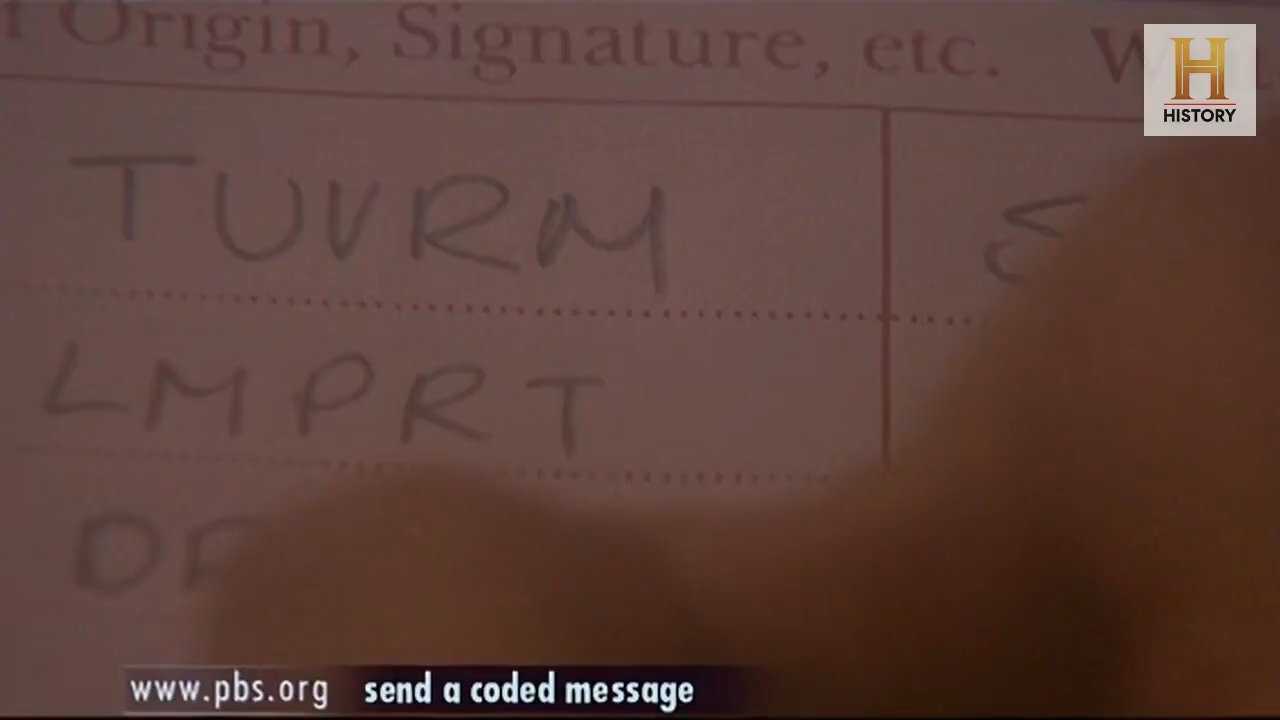 Origin, Signature, etc.
H
HISTORY
TUVRM
LMPRT
www.pbs.org send a coded message